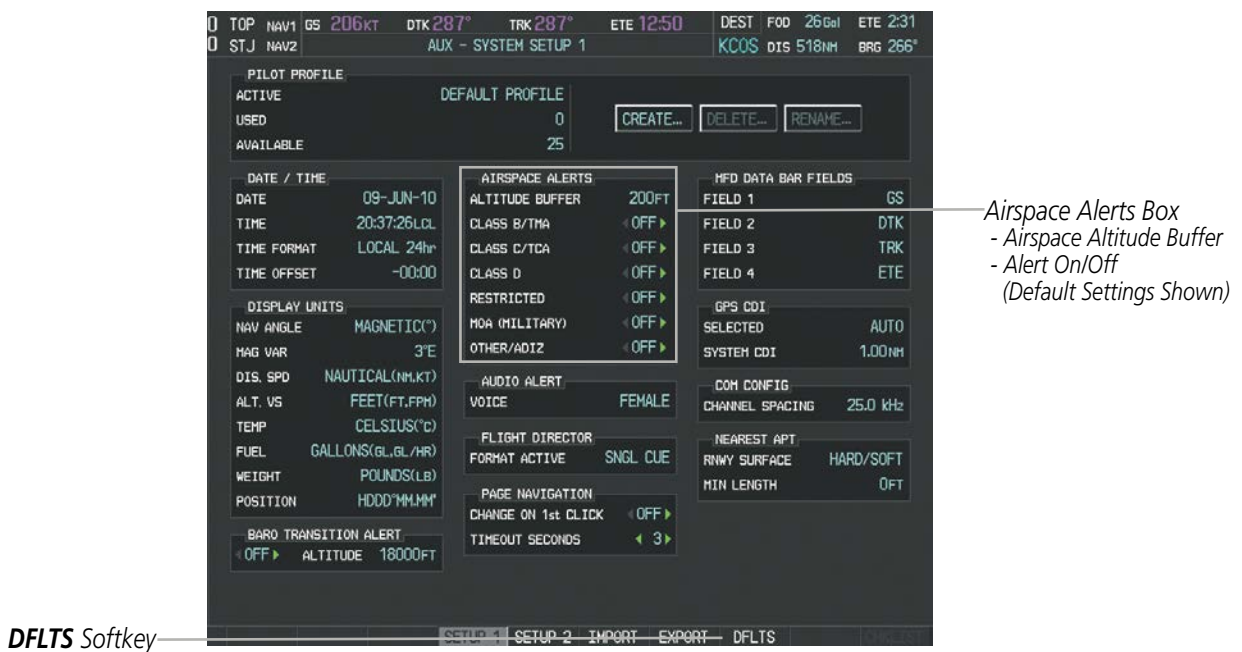 0 TOP NAV1 GS 206KT DTK 287° TRK 287° ETE 12:50 DEST FOD 26Gal ETE 2:31
0 STJ NAV2 AUX - SYSTEM SETUP 1 KCOS DIS 518NM BRG 266°
PILOT PROFILE
ACTIVE DEFAULT PROFILE
USED 0 CREATE... DELETE... RENAME...
AVAILABLE 25
DATE / TIME
DATE 09-JUN-10
TIME 20:37:26LCL
TIME FORMAT LOCAL 24hr
TIME OFFSET -00:00
DISPLAY UNITS
NAV ANGLE MAGNETIC(°)
MAG VAR 3°E
DIS, SPD NAUTICAL(NM,KT)
ALT, VS FEET(FT,FPM)
TEMP CELSIUS(°C)
FUEL GALLONS(GL,GL/HR)
WEIGHT POUNDS(LB)
POSITION HDDD°MM.MM'
BARO TRANSITION ALERT
OFF ALTITUDE 18000FT
AIRSPACE ALERTS
ALTITUDE BUFFER 200FT
CLASS B/TMA OFF
CLASS C/TCA OFF
CLASS D OFF
RESTRICTED OFF
MOA (MILITARY) OFF
OTHER/ADIZ OFF
AUDIO ALERT
VOICE FEMALE
FLIGHT DIRECTOR
FORMAT ACTIVE SNGL CUE
PAGE NAVIGATION
CHANGE ON 1st CLICK OFF
TIMEOUT SECONDS 3
MFD DATA BAR FIELDS
FIELD 1 GS
FIELD 2 DTK
FIELD 3 TRK
FIELD 4 ETE
GPS CDI
SELECTED AUTO
SYSTEM CDI 1.00NM
COM CONFIG
CHANNEL SPACING 25.0 kHz
NEAREST APT
RNWY SURFACE HARD/SOFT
MIN LENGTH 0FT
Airspace Alerts Box
- Airspace Altitude Buffer
- Alert On/Off
(Default Settings Shown)
DFLTS Softkey
SETUP 1 SETUP 2 IMPORT EXPORT DFLTS CHKLIST